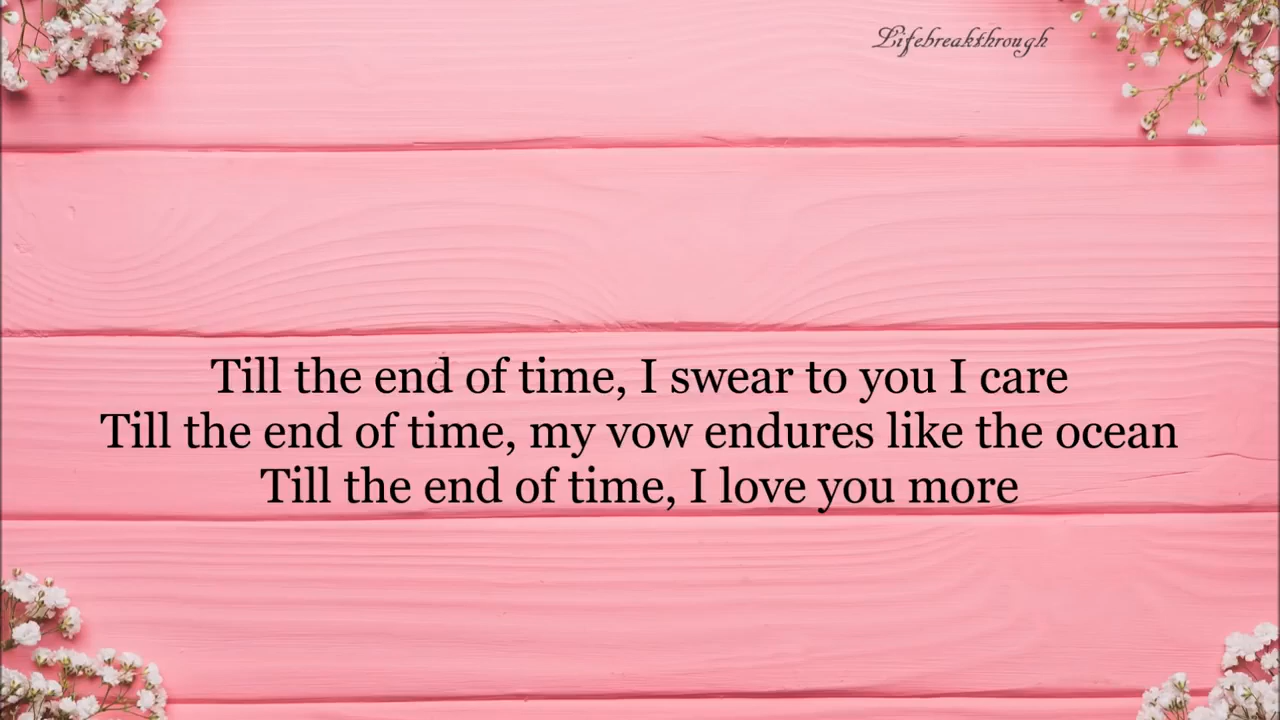 Lifebreakthrough
Till the end of time, I swear to you I care
Till the end of time, my vow endures like the ocean
Till the end of time, I love you more